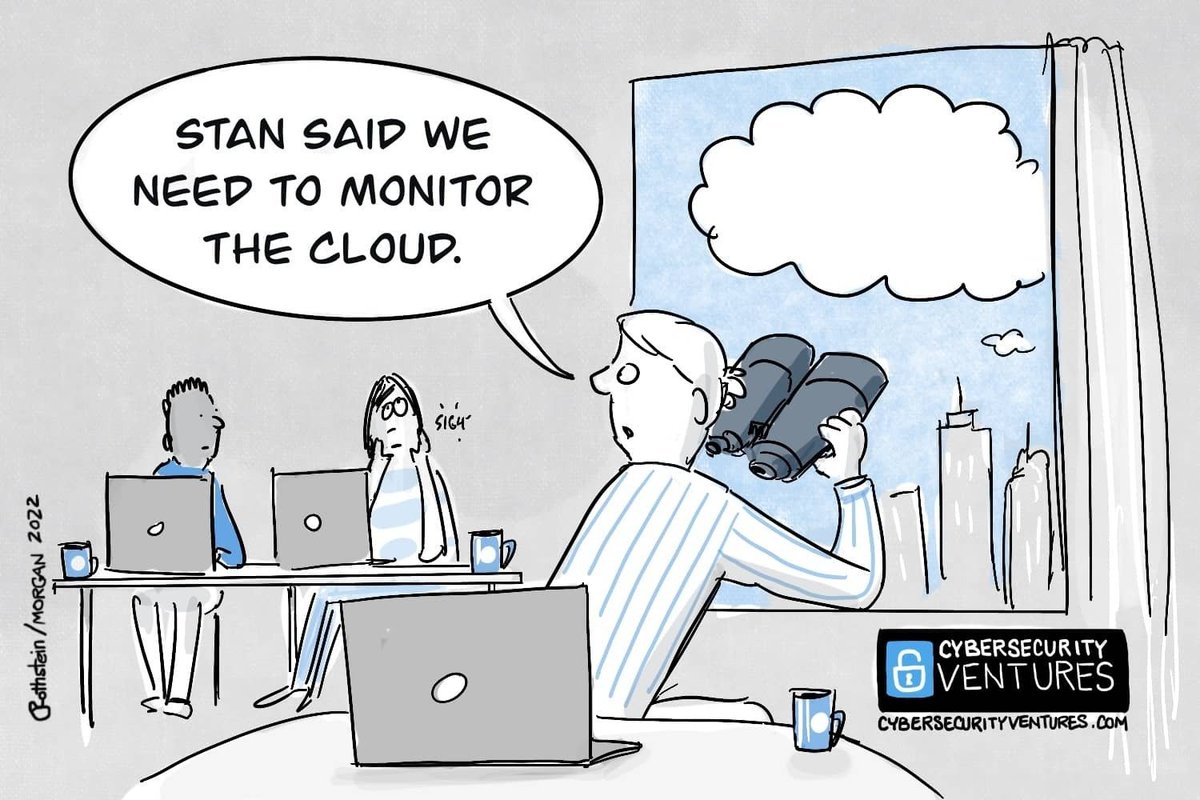 STAN SAID WE
NEED TO MONITOR
THE CLOUD.
SIGH
Rothstein/MORGAN 2022
CYBERSECURITY
VENTURES
CYBERSECURITYVENTURES.COM